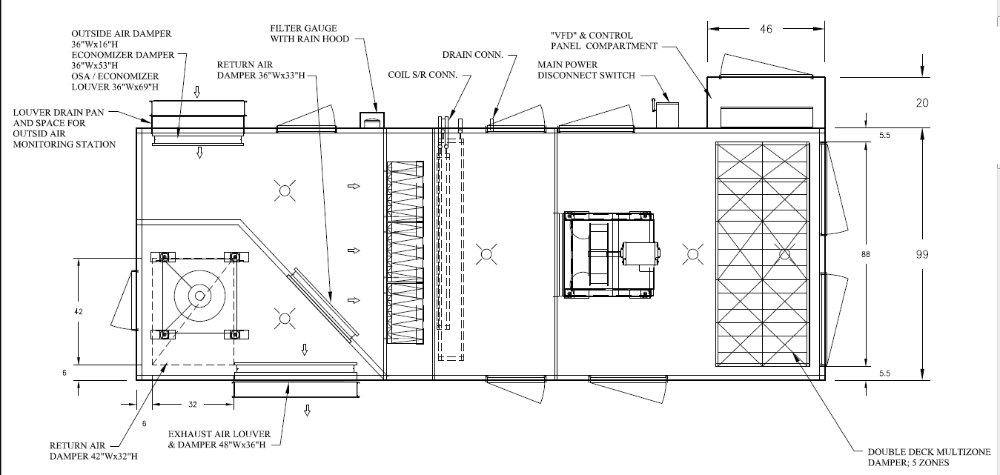 OUTSIDE AIR DAMPER
36"Wx16"H
ECONOMIZER DAMPER
36"Wx53"H
OSA / ECONOMIZER
LOUVER 36"Wx69"H
LOUVER DRAIN PAN
AND SPACE FOR
OUTSID AIR
MONITORING STATION
RETURN AIR
DAMPER 36"Wx33"H
FILTER GAUGE
WITH RAIN HOOD
COIL S/R CONN.
DRAIN CONN.
"VFD" & CONTROL
PANEL COMPARTMENT
MAIN POWER
DISCONNECT SWITCH
46
20
5.5
99
88
5.5
42
6
32
6
RETURN AIR
DAMPER 42"Wx32"H
EXHAUST AIR LOUVER
& DAMPER 48"Wx36"H
DOUBLE DECK MULTIZONE
DAMPER; 5 ZONES